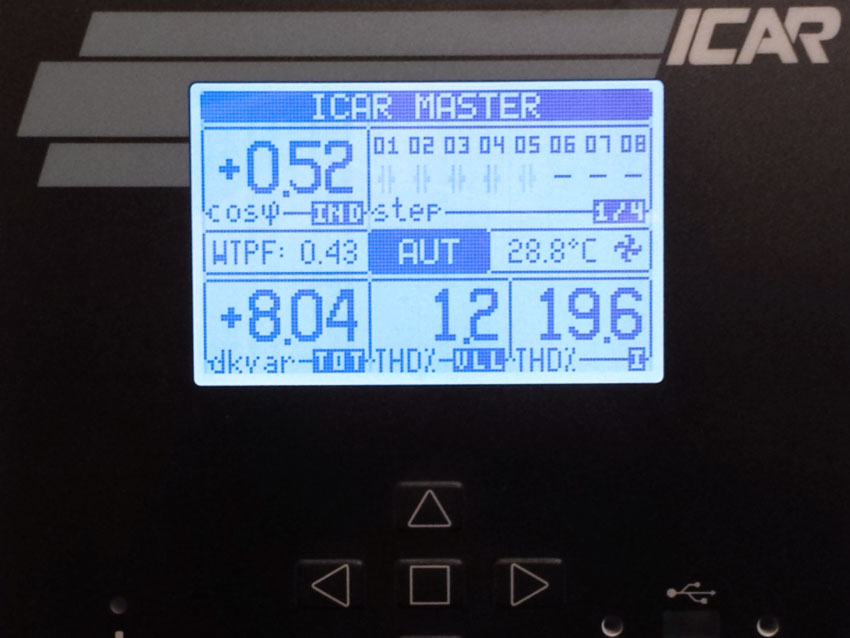 ICAR
ICAR MASTER
+0.52
cosφ IND
01 02 03 04 05 06 07 08
step 1/4
WTPF: 0.43
AUT
28.8°C
+8.04
dkvar TOT
1.2
THD% VLL
19.6
THD% I